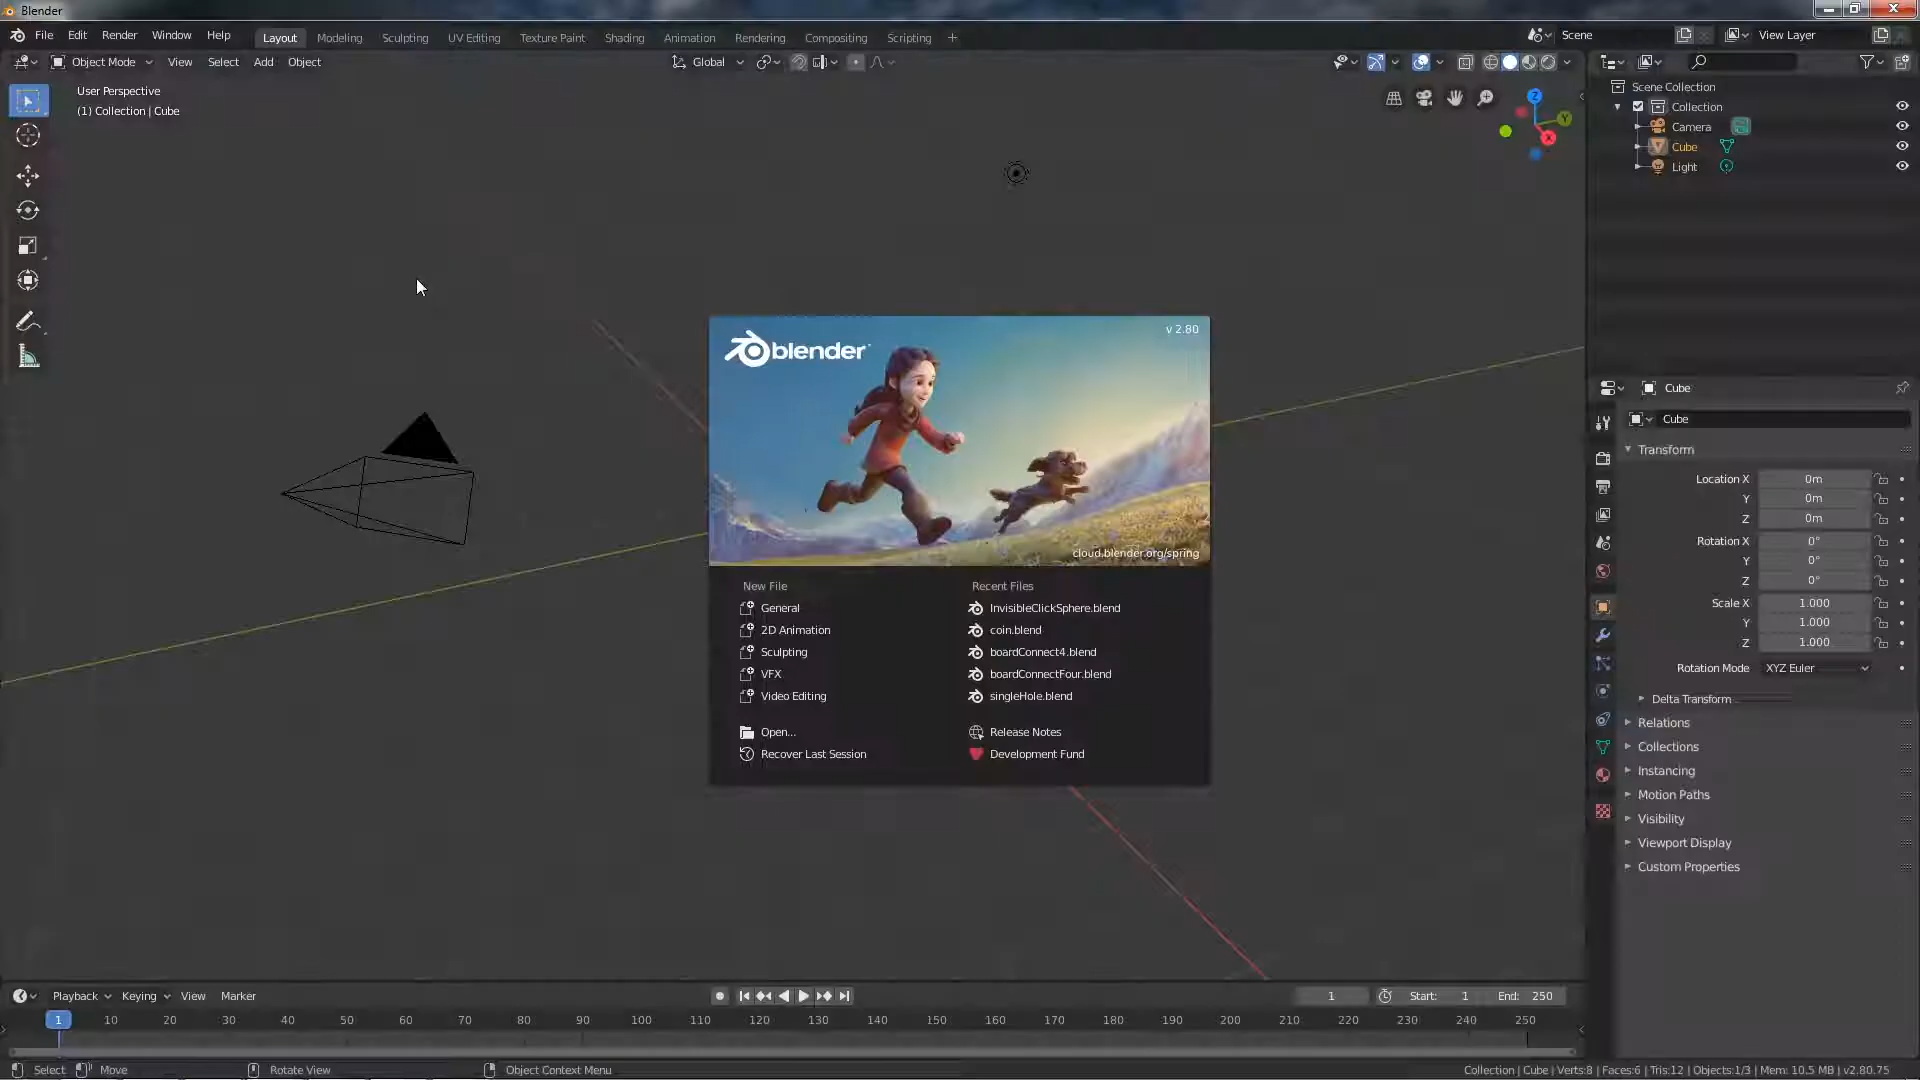 Blender
File Edit Render Window Help Layout Modeling Sculpting UV Editing Texture Paint Shading Animation Rendering Compositing Scripting + Scene View Layer
Object Mode View Select Add Object Global
User Perspective
(1) Collection | Cube
Z
Y
X
Scene Collection
Collection
Camera
Cube
Light
blender
v 2.80
cloud.blender.org/spring
New File
General
2D Animation
Sculpting
VFX
Video Editing
Open...
Recover Last Session
Recent Files
InvisibleClickSphere.blend
coin.blend
boardConnect4.blend
boardConnectFour.blend
singleHole.blend
Release Notes
Development Fund
Cube
Cube
Transform
Location X 0m
Y 0m
Z 0m
Rotation X 0°
Y 0°
Z 0°
Scale X 1.000
Y 1.000
Z 1.000
Rotation Mode XYZ Euler
Delta Transform
Relations
Collections
Instancing
Motion Paths
Visibility
Viewport Display
Custom Properties
Playback Keying View Marker 1 Start: 1 End: 250
1 10 20 30 40 50 60 70 80 90 100 110 120 130 140 150 160 170 180 190 200 210 220 230 240 250
Select Move Rotate View Object Context Menu Collection | Cube | Verts:8 | Faces:6 | Tris:12 | Objects:1/3 | Mem: 10.5 MB | v2.80.75